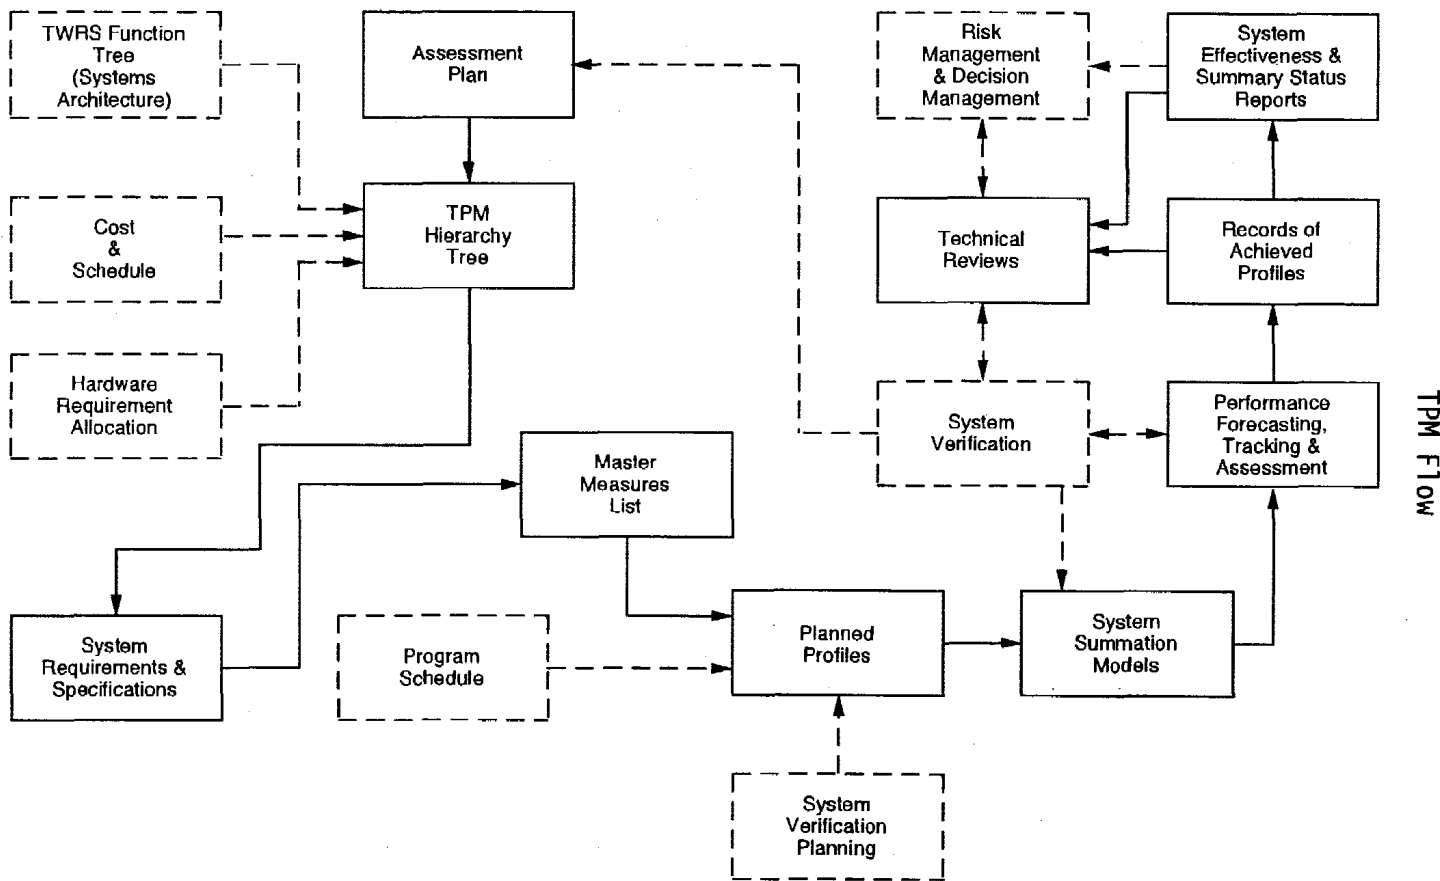 TWRS Function
Tree
(Systems
Architecture)
Assessment
Plan
Risk
Management
& Decision
Management
System
Effectiveness &
Summary Status
Reports
Cost
&
Schedule
TPM
Hierarchy
Tree
Technical
Reviews
Records of
Achieved
Profiles
Hardware
Requirement
Allocation
Master
Measures
List
System
Verification
Performance
Forecasting,
Tracking &
Assessment
TPM Flow
System
Requirements &
Specifications
Program
Schedule
Planned
Profiles
System
Summation
Models
System
Verification
Planning